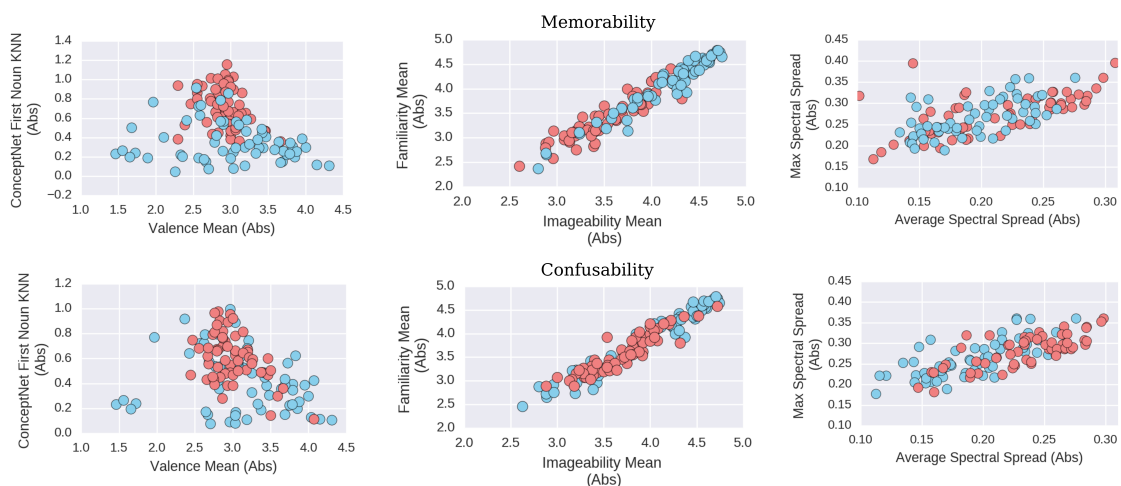 Memorability
ConceptNet First Noun KNN
(Abs)
1.4
1.2
1.0
0.8
0.6
0.4
0.2
0.0
−0.2
1.0 1.5 2.0 2.5 3.0 3.5 4.0 4.5
Valence Mean (Abs)
Familiarity Mean
(Abs)
5.0
4.5
4.0
3.5
3.0
2.5
2.0
2.0 2.5 3.0 3.5 4.0 4.5 5.0
Imageability Mean
(Abs)
Max Spectral Spread
(Abs)
0.45
0.40
0.35
0.30
0.25
0.20
0.15
0.10
0.10 0.15 0.20 0.25 0.30
Average Spectral Spread (Abs)
Confusability
ConceptNet First Noun KNN
(Abs)
1.2
1.0
0.8
0.6
0.4
0.2
0.0
1.0 1.5 2.0 2.5 3.0 3.5 4.0 4.5
Valence Mean (Abs)
Familiarity Mean
(Abs)
5.0
4.5
4.0
3.5
3.0
2.5
2.0
2.0 2.5 3.0 3.5 4.0 4.5 5.0
Imageability Mean
(Abs)
Max Spectral Spread
(Abs)
0.45
0.40
0.35
0.30
0.25
0.20
0.15
0.10
0.10 0.15 0.20 0.25 0.30
Average Spectral Spread (Abs)